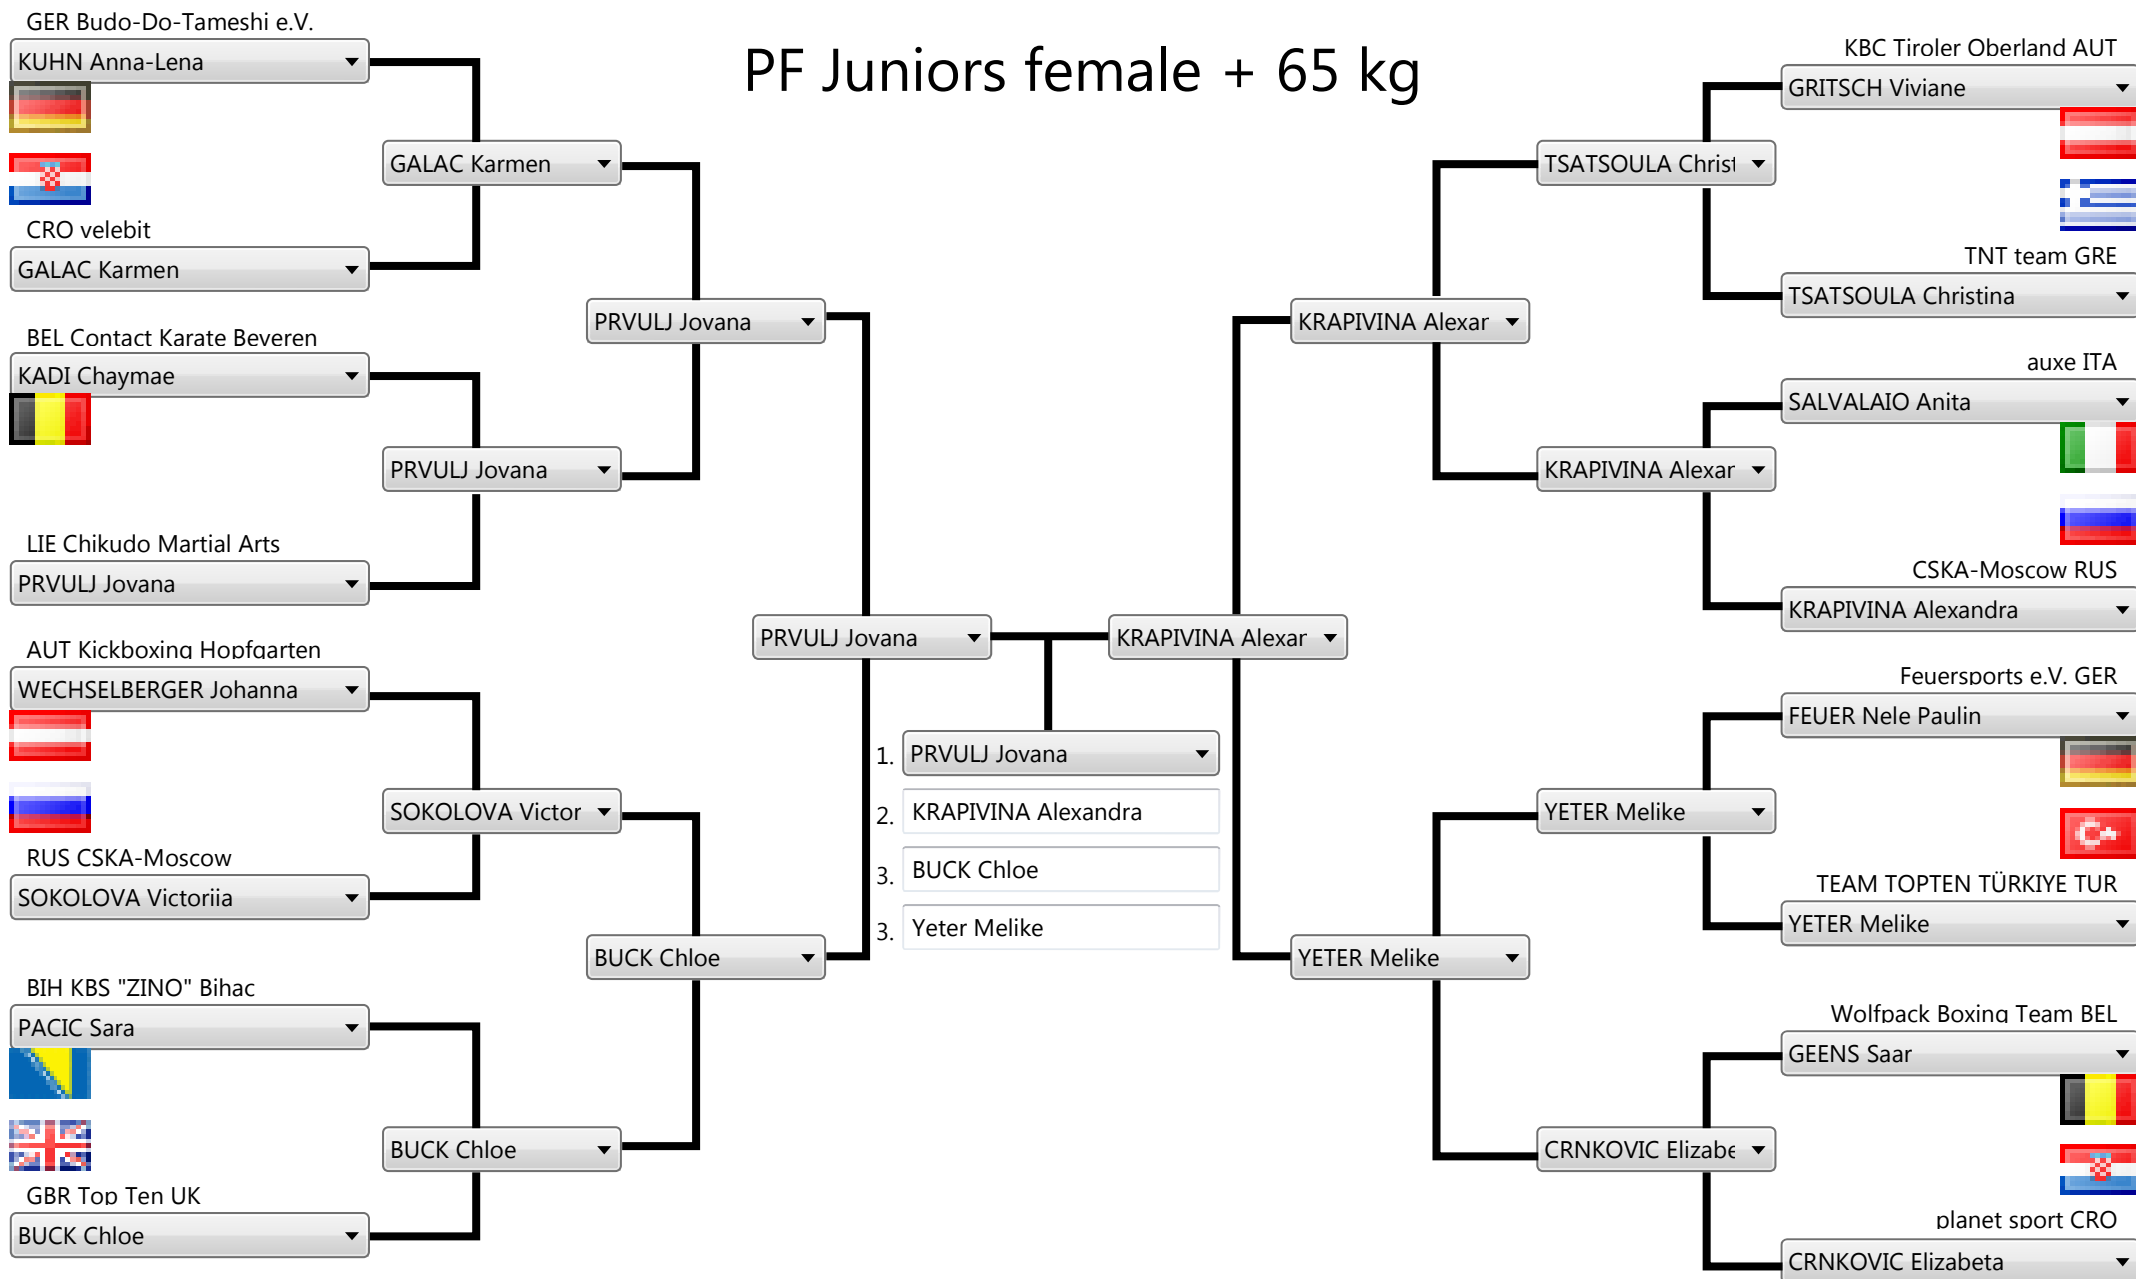 PF Juniors female + 65 kg
GER Budo-Do-Tameshi e.V.
KUHN Anna-Lena
CRO velebit
GALAC Karmen
BEL Contact Karate Beveren
KADI Chaymae
LIE Chikudo Martial Arts
PRVULJ Jovana
AUT Kickboxing Hopfgarten
WECHSELBERGER Johanna
RUS CSKA-Moscow
SOKOLOVA Victoriia
BIH KBS "ZINO" Bihac
PACIC Sara
GBR Top Ten UK
BUCK Chloe
GALAC Karmen
PRVULJ Jovana
SOKOLOVA Victor
BUCK Chloe
PRVULJ Jovana
BUCK Chloe
PRVULJ Jovana
KRAPIVINA Alexar
1. PRVULJ Jovana
2. KRAPIVINA Alexandra
3. BUCK Chloe
3. Yeter Melike
KRAPIVINA Alexar
YETER Melike
TSATSOULA Christ
KRAPIVINA Alexar
YETER Melike
CRNKOVIC Elizabe
KBC Tiroler Oberland AUT
GRITSCH Viviane
TNT team GRE
TSATSOULA Christina
auxe ITA
SALVALAIO Anita
CSKA-Moscow RUS
KRAPIVINA Alexandra
Feuersports e.V. GER
FEUER Nele Paulin
TEAM TOPTEN TÜRKIYE TUR
YETER Melike
Wolfpack Boxing Team BEL
GEENS Saar
planet sport CRO
CRNKOVIC Elizabeta